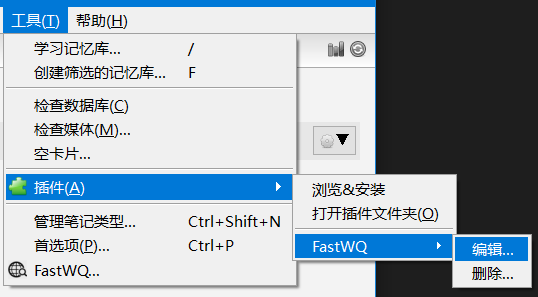 工具(T) 帮助(H)
学习记忆库... /
创建筛选的记忆库... F
检查数据库(C)
检查媒体(M)...
空卡片...
插件(A)
管理笔记类型... Ctrl+Shift+N
首选项(P)... Ctrl+P
FastWQ...
浏览&安装
打开插件文件夹(O)
FastWQ
编辑...
删除...